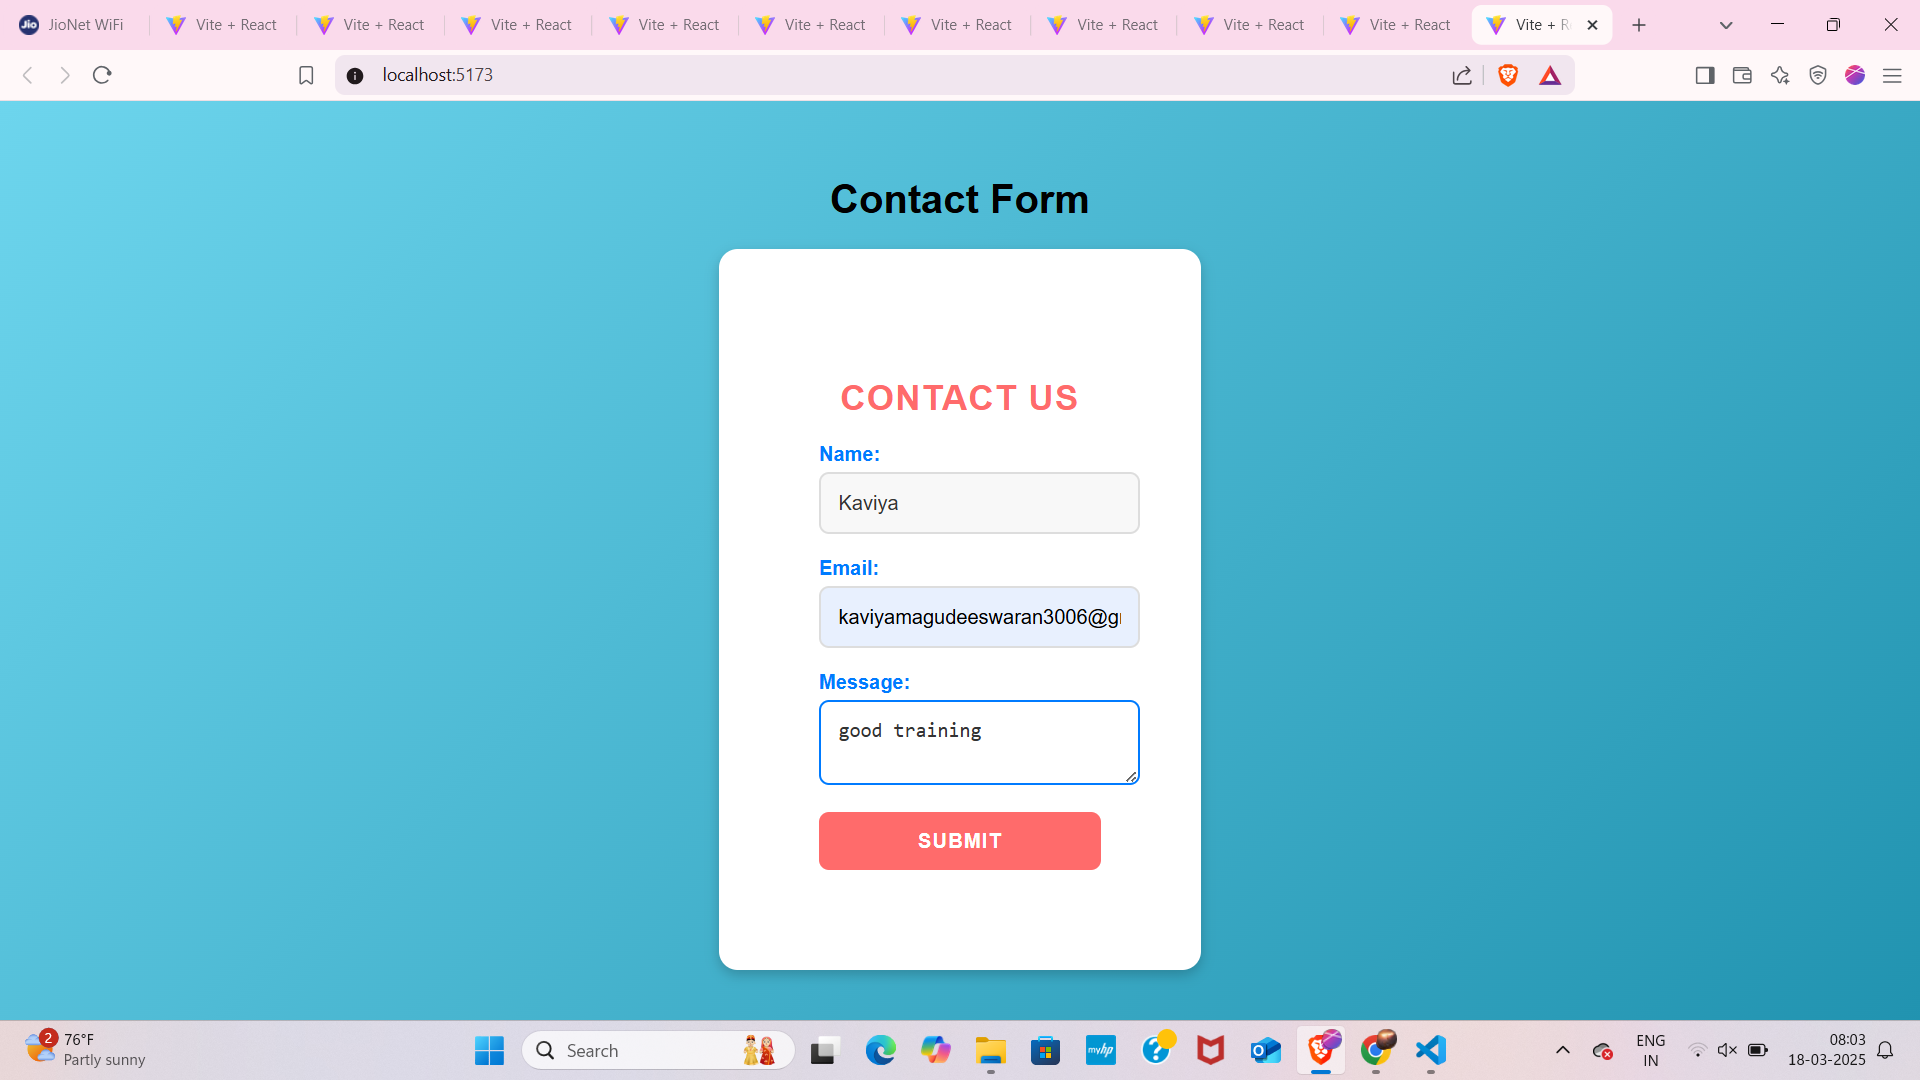 JioNet WiFi
Vite + React
Vite + React
Vite + React
Vite + React
Vite + React
Vite + React
Vite + React
Vite + React
Vite + React
Vite + R
localhost:5173
Contact Form
CONTACT US
Name:
Kaviya
Email:
kaviyamagudeeswaran3006@g
Message:
good training
SUBMIT
2
76°F
Partly sunny
Search
myhp
ENG
IN
08:03
18-03-2025